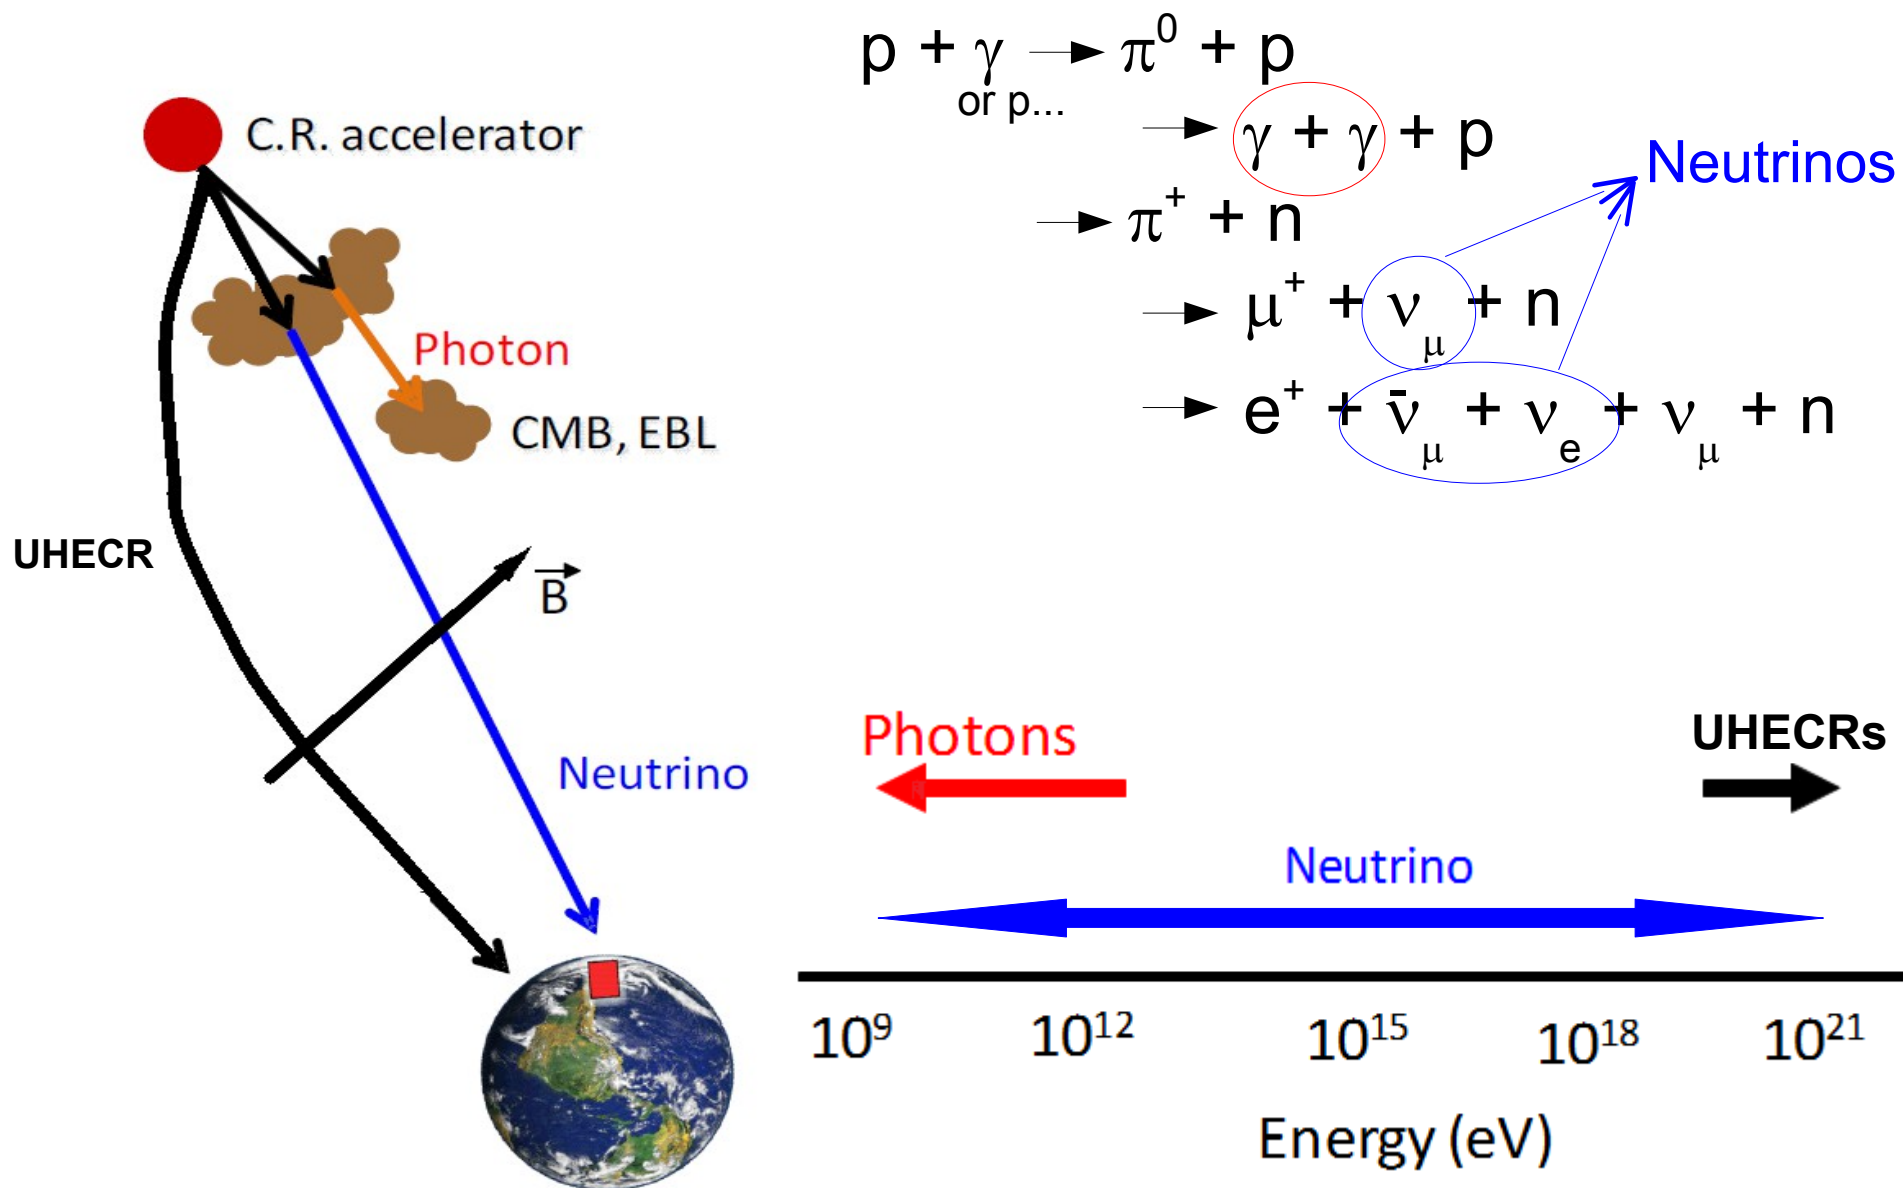 p + γ → π⁰ + p
or p...
→ γ + γ + p
→ π⁺ + n
→ μ⁺ + ν_μ + n
→ e⁺ + ν̄_μ + ν_e + ν_μ + n
Neutrinos
C.R. accelerator
Photon
CMB, EBL
UHECR
B⃗
Neutrino
Photons
UHECRs
Neutrino
10⁹ 10¹² 10¹⁵ 10¹⁸ 10²¹
Energy (eV)